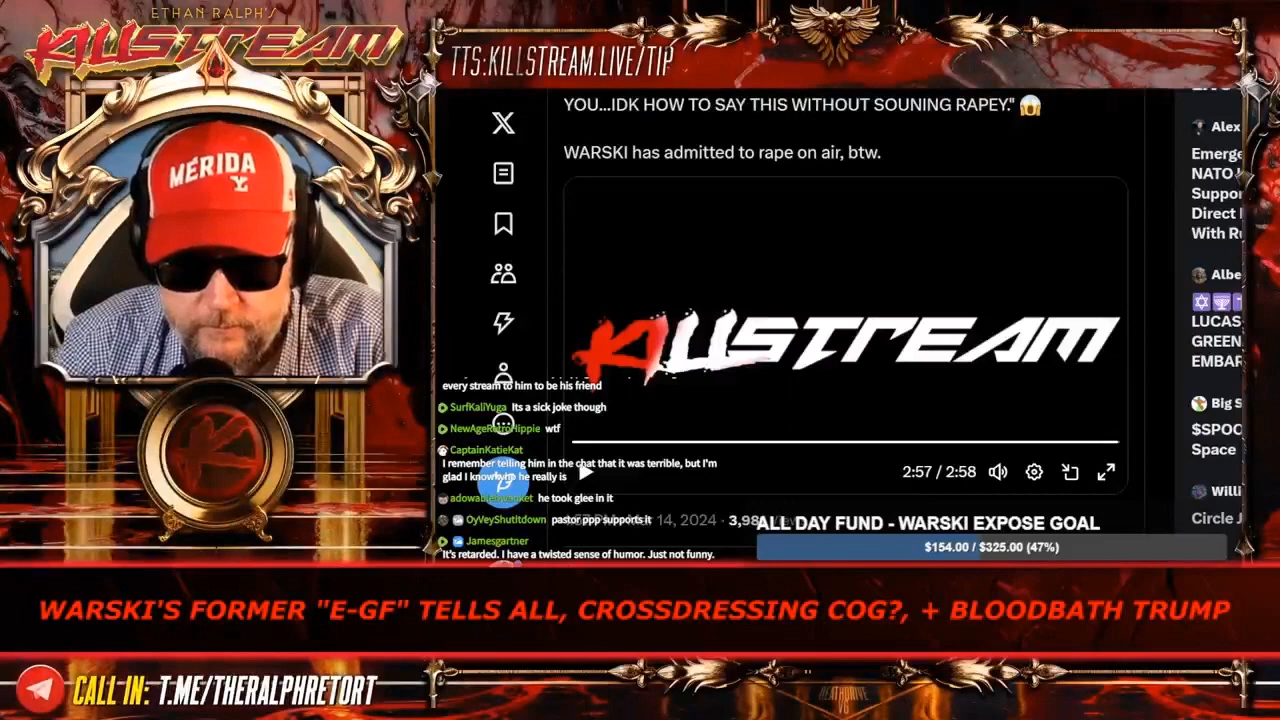 ETHAN RALPH'S
KILLSTREAM
TTS:KILLSTREAM.LIVE/TIP
MÉRIDA
YOU...IDK HOW TO SAY THIS WITHOUT SOUNING RAPEY." 😱
WARSKI has admitted to rape on air, btw.
KILLSTREAM
2:57 / 2:58
every stream to him to be his friend
SurfKaliYuga Its a sick joke though
NewAgeRetroHippie wtf
CaptainKatieKat
I remember telling him in the chat that it was terrible, but I'm
glad I know who he really is
adowableblanket he took glee in it
OyVeyShutItdown pastor ppp supports it
Jamesgartner
It's retarded. I have a twisted sense of humor. Just not funny.
14, 2024 · 3,98
Alex
Emerge
NATO
Suppor
Direct
With Ru
Albe
LUCAS
GREEN
EMBAR
Big S
$SPOO
Space
Willi
Circle J
ALL DAY FUND - WARSKI EXPOSE GOAL
$154.00 / $325.00 (47%)
WARSKI'S FORMER "E-GF" TELLS ALL, CROSSDRESSING COG?, + BLOODBATH TRUMP
CALL IN: T.ME/THERALPHRETORT